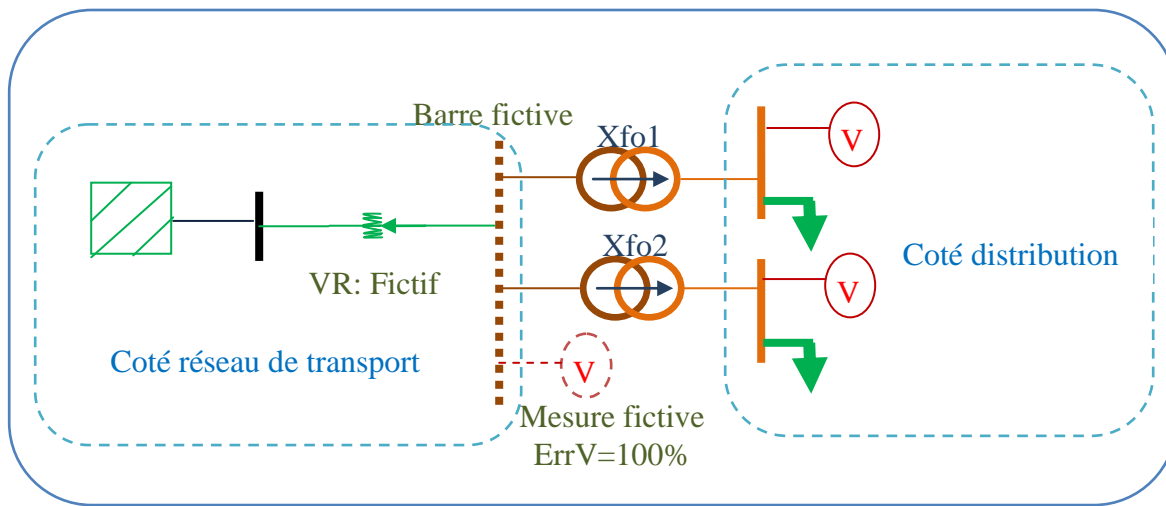 Barre fictive
Xfo1
V
VR: Fictif
Xfo2
Coté distribution
V
Coté réseau de transport
V
Mesure fictive
ErrV=100%